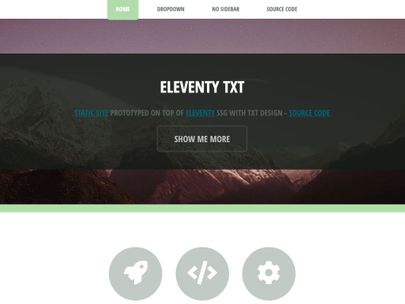 HOME DROPDOWN NO SIDEBAR SOURCE CODE
ELEVENTY TXT
STATIC SITE PROTOTYPED ON TOP OF ELEVENTY SSG WITH TXT DESIGN - SOURCE CODE
SHOW ME MORE